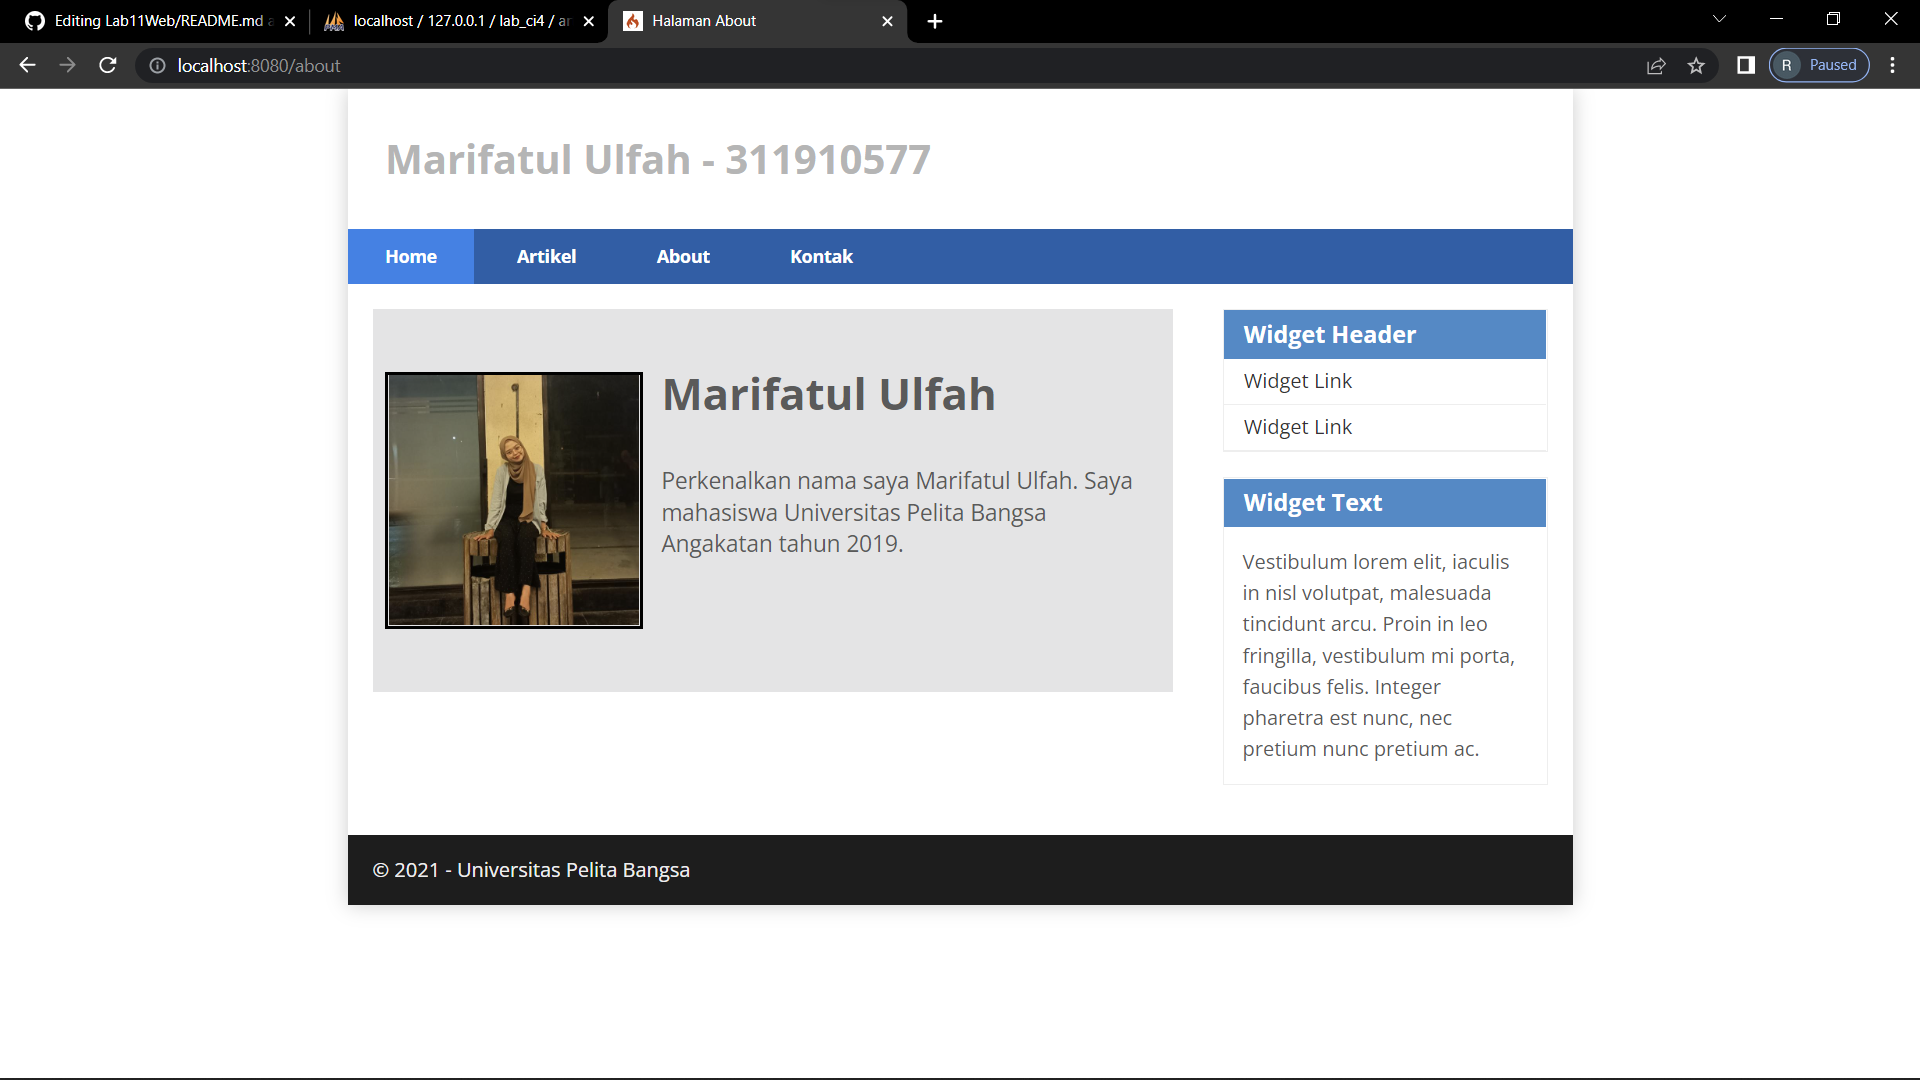 Editing Lab11Web/README.md
localhost / 127.0.0.1 / lab_ci4 / ar
Halaman About
localhost:8080/about
R Paused
Marifatul Ulfah - 311910577
Home Artikel About Kontak
Marifatul Ulfah
Perkenalkan nama saya Marifatul Ulfah. Saya
mahasiswa Universitas Pelita Bangsa
Angakatan tahun 2019.
Widget Header
Widget Link
Widget Link
Widget Text
Vestibulum lorem elit, iaculis
in nisl volutpat, malesuada
tincidunt arcu. Proin in leo
fringilla, vestibulum mi porta,
faucibus felis. Integer
pharetra est nunc, nec
pretium nunc pretium ac.
© 2021 - Universitas Pelita Bangsa